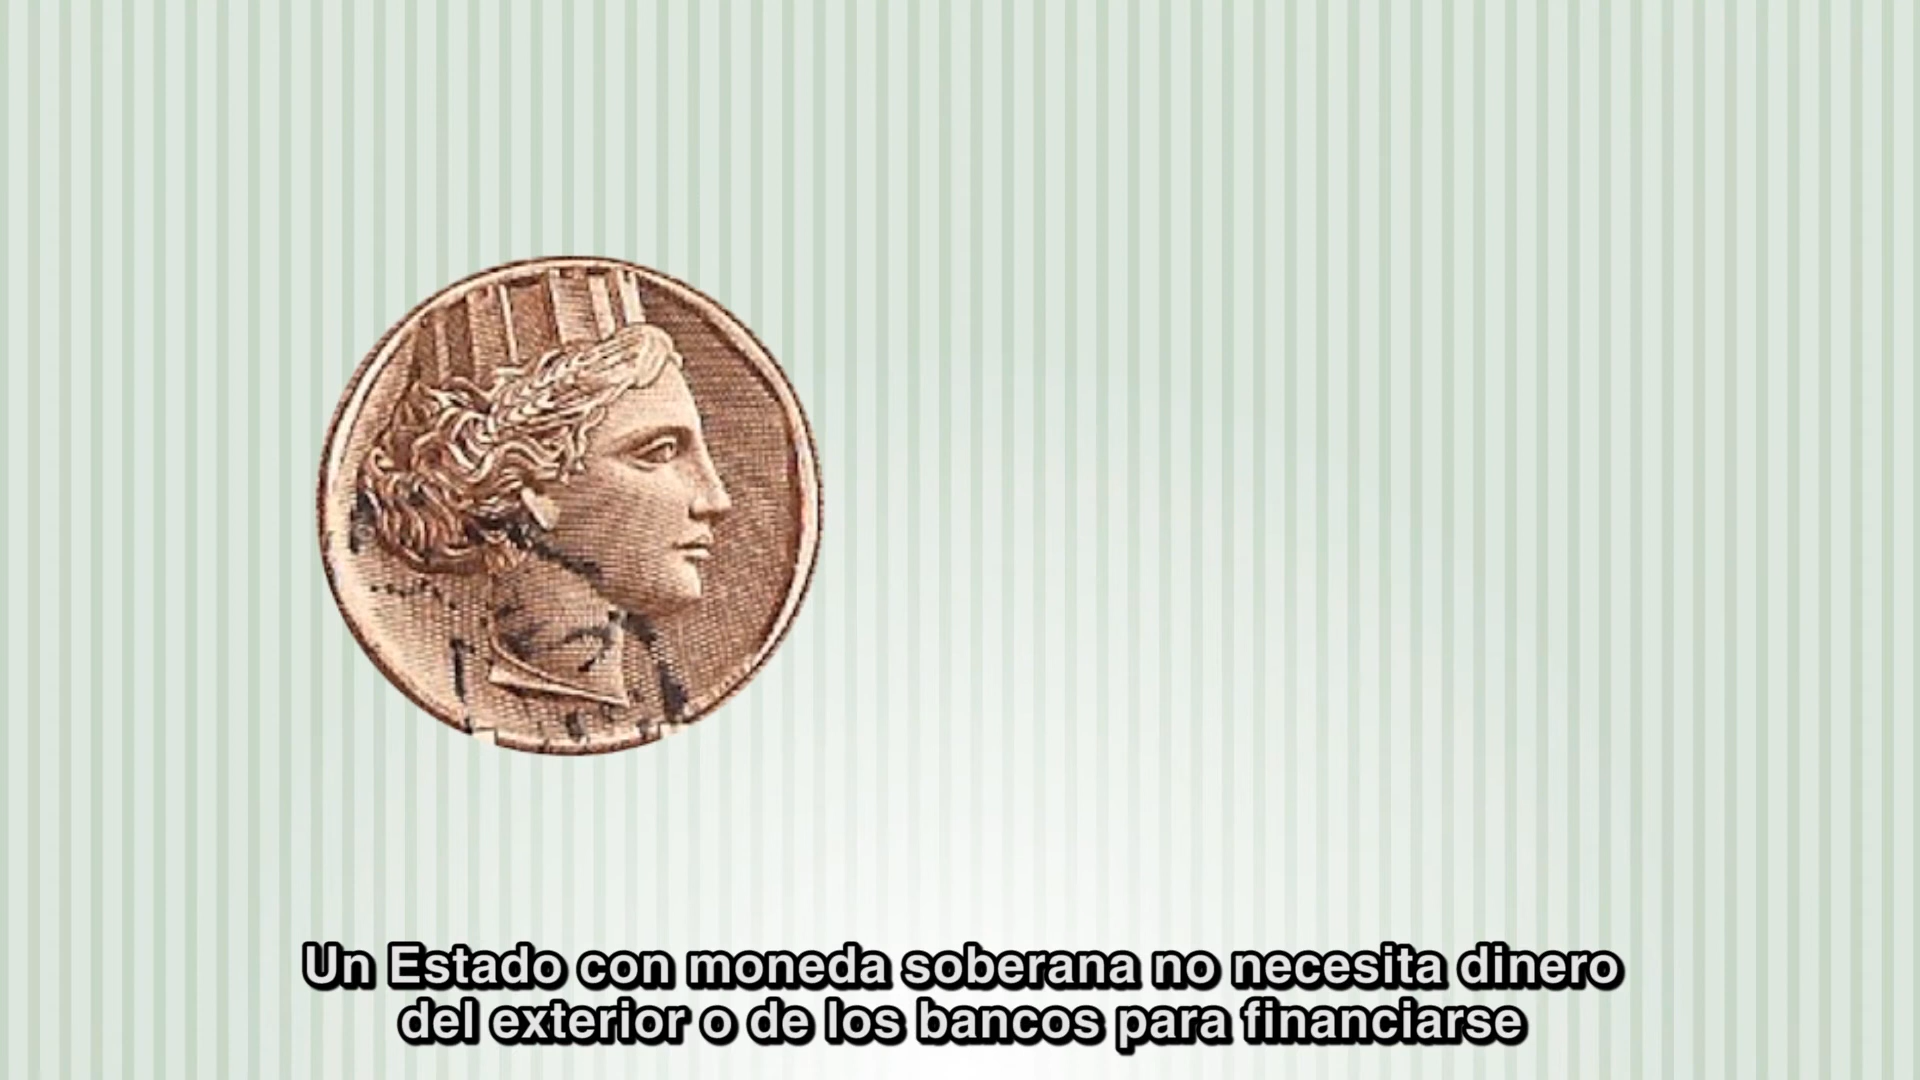 Un Estado con moneda soberana no necesita dinero
del exterior o de los bancos para financiarse